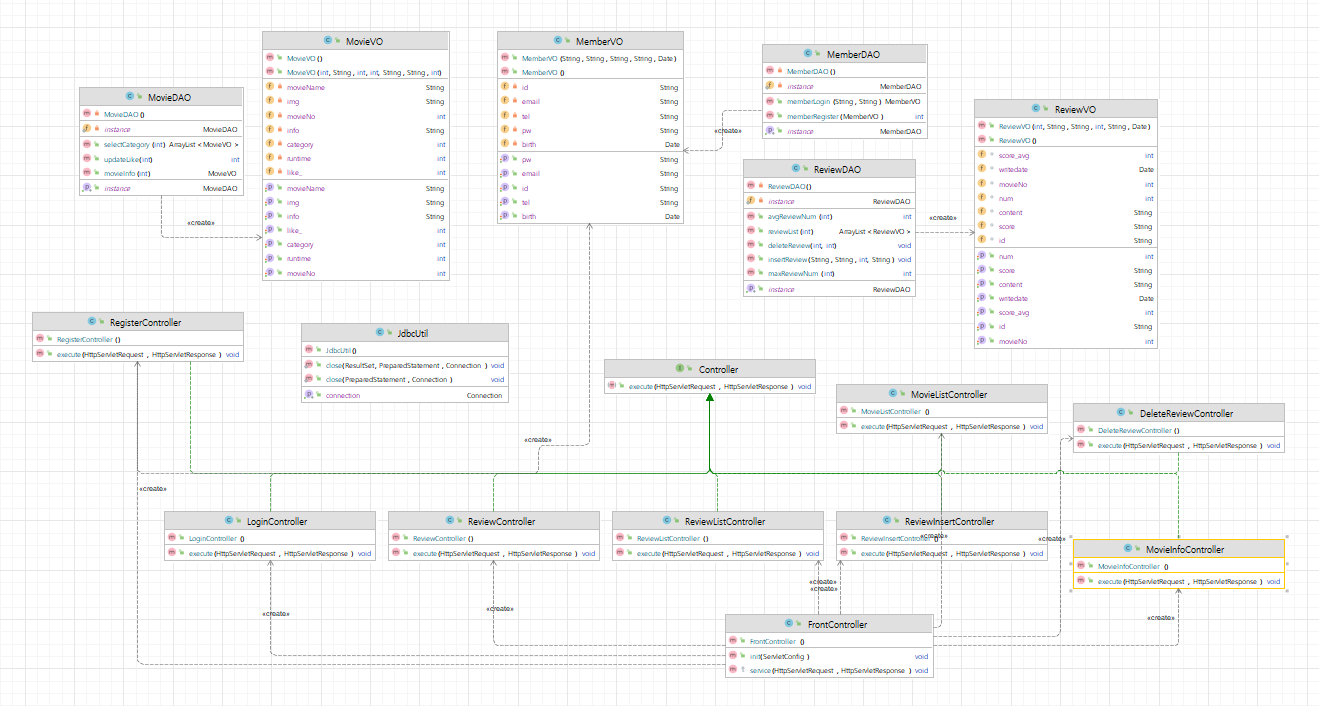 MovieDAO
MovieDAO ()
instance MovieDAO
selectCategory (int) ArrayList < MovieVO >
updateLike(int) int
movieInfo (int) MovieVO
instance MovieDAO
«create»
MovieVO
MovieVO ()
MovieVO (int, String , int, int, String , String , int)
movieName String
img String
movieNo int
info String
category int
runtime int
like_ int
movieName String
img String
info String
like_ int
category int
runtime int
movieNo int
MemberVO
MemberVO (String , String , String , String , Date)
MemberVO ()
id String
email String
tel String
pw String
birth Date
pw String
email String
id String
tel String
birth Date
«create»
MemberDAO
MemberDAO ()
instance MemberDAO
memberLogin (String , String ) MemberVO
memberRegister (MemberVO ) int
instance MemberDAO
ReviewDAO
ReviewDAO()
instance ReviewDAO
avgReviewNum (int) int
reviewList (int) ArrayList < ReviewVO >
deleteReview(int, int) void
insertReview (String , String , int, String ) void
maxReviewNum (int) int
instance ReviewDAO
«create»
ReviewVO
ReviewVO (int, String , String , int, String , Date)
ReviewVO ()
score_avg int
writedate Date
movieNo int
num int
content String
score String
id String
num int
score String
content String
writedate Date
score_avg int
id String
movieNo int
RegisterController
RegisterController ()
execute (HttpServletRequest , HttpServletResponse ) void
JdbcUtil
JdbcUtil ()
close(ResultSet, PreparedStatement , Connection ) void
close(PreparedStatement , Connection ) void
connection Connection
Controller
execute (HttpServletRequest , HttpServletResponse ) void
MovieListController
MovieListController ()
execute (HttpServletRequest , HttpServletResponse ) void
DeleteReviewController
DeleteReviewController ()
execute (HttpServletRequest , HttpServletResponse ) void
«create»
«create»
LoginController
LoginController ()
execute (HttpServletRequest , HttpServletResponse ) void
ReviewController
ReviewController ()
execute (HttpServletRequest , HttpServletResponse ) void
ReviewListController
ReviewListController ()
execute (HttpServletRequest , HttpServletResponse ) void
ReviewInsertController
ReviewInsertController ()
execute (HttpServletRequest , HttpServletResponse ) void
«create»
«create»
MovieInfoController
MovieInfoController ()
execute (HttpServletRequest , HttpServletResponse ) void
«create»
«create»
«create»
«create»
«create»
FrontController
FrontController ()
init(ServletConfig ) void
service (HttpServletRequest , HttpServletResponse ) void